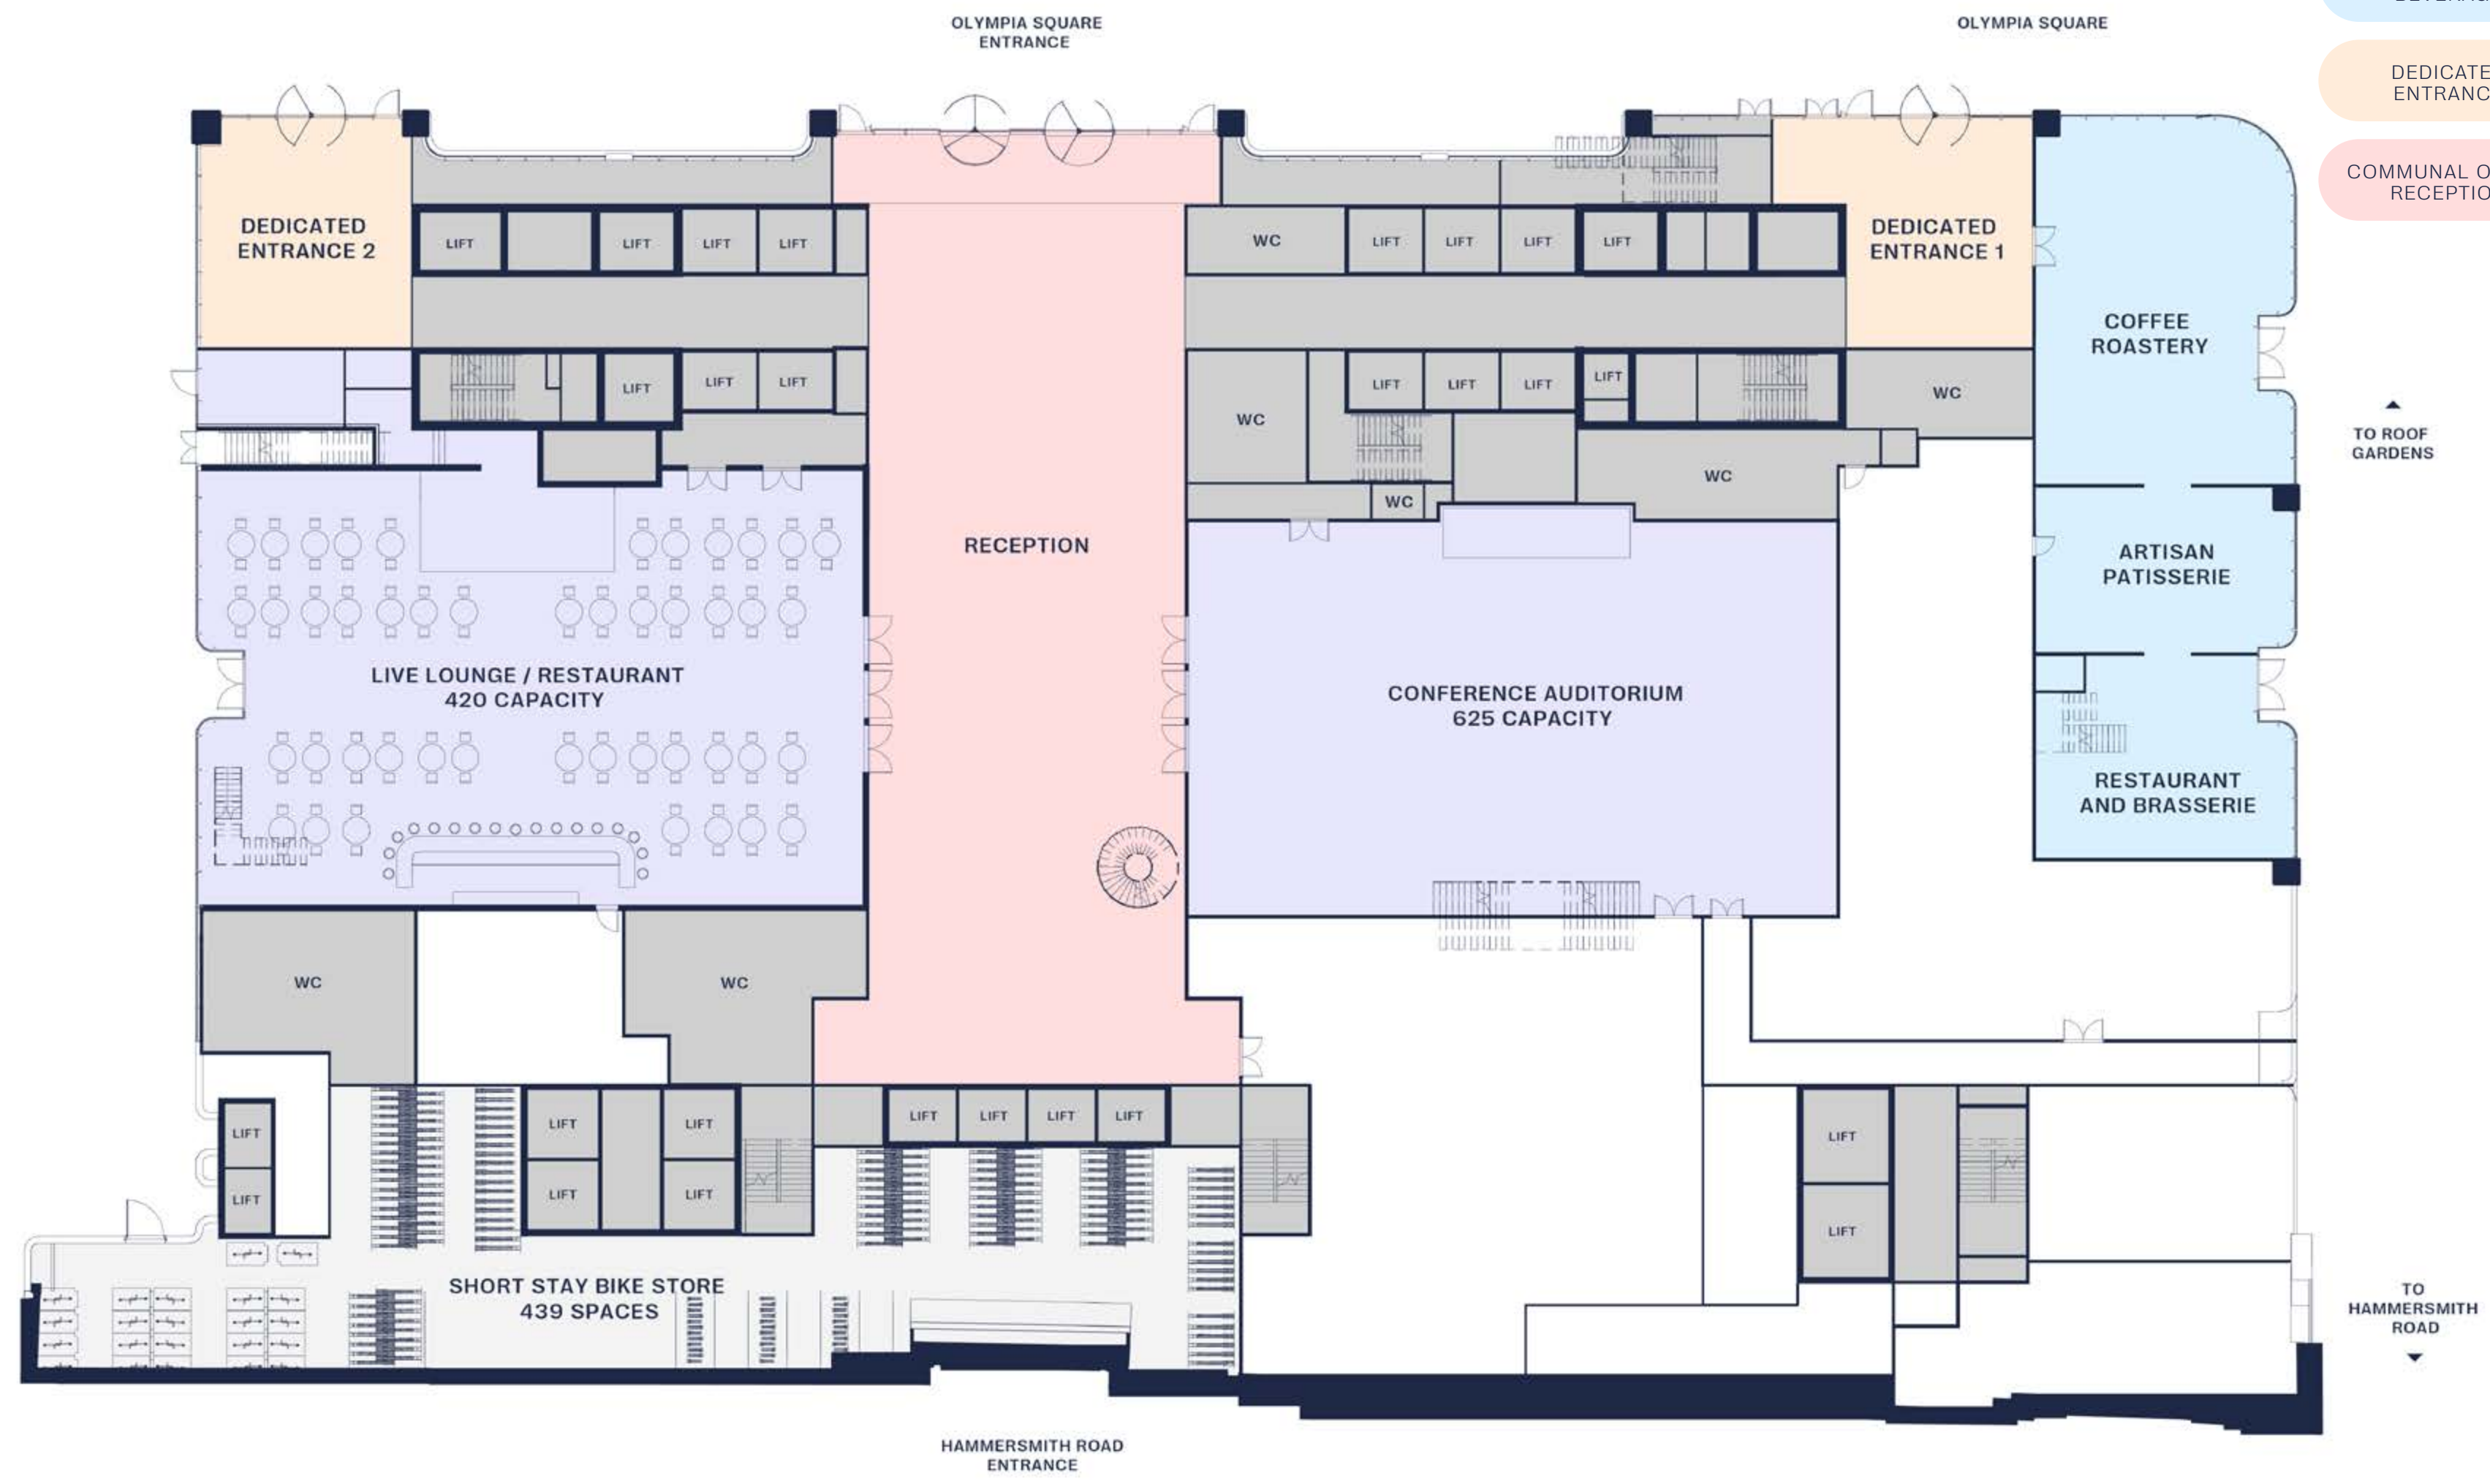 OLYMPIA SQUARE
ENTRANCE
OLYMPIA SQUARE
DEDICATE
ENTRANC
COMMUNAL O
RECEPTIO
DEDICATED
ENTRANCE 2
LIFT
LIFT
LIFT
LIFT
WC
LIFT
LIFT
LIFT
LIFT
DEDICATED
ENTRANCE 1
COFFEE
ROASTERY
LIFT
LIFT
LIFT
WC
LIFT
LIFT
LIFT
LIFT
WC
TO ROOF
GARDENS
WC
WC
RECEPTION
ARTISAN
PATISSERIE
LIVE LOUNGE / RESTAURANT
420 CAPACITY
CONFERENCE AUDITORIUM
625 CAPACITY
RESTAURANT
AND BRASSERIE
WC
WC
LIFT
LIFT
LIFT
LIFT
LIFT
LIFT
LIFT
LIFT
LIFT
LIFT
LIFT
LIFT
SHORT STAY BIKE STORE
439 SPACES
TO
HAMMERSMITH
ROAD
HAMMERSMITH ROAD
ENTRANCE